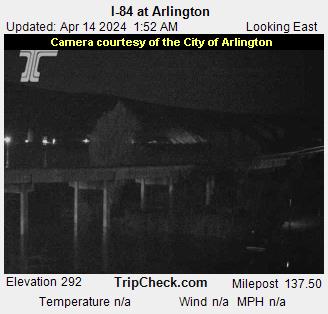 I-84 at Arlington
Updated: Apr 14 2024 1:52 AM Looking East
Camera courtesy of the City of Arlington
Elevation 292 TripCheck.com Milepost 137.50
Temperature n/a Wind n/a MPH n/a